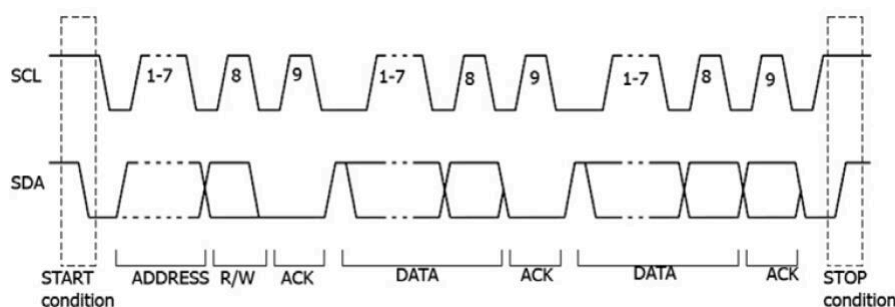 SCL 1-7 8 9 1-7 8 9 1-7 8 9
SDA
START condition ADDRESS R/W ACK DATA ACK DATA ACK STOP condition